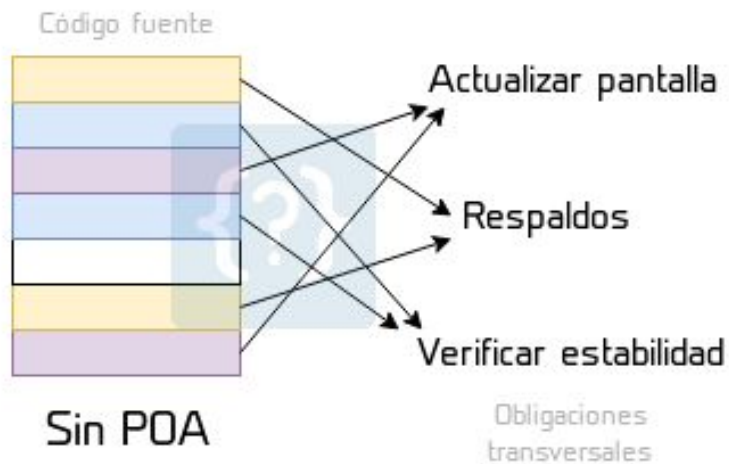 Código fuente
Actualizar pantalla
{?}
Respaldos
Verificar estabilidad
Sin POA
Obligaciones
transversales